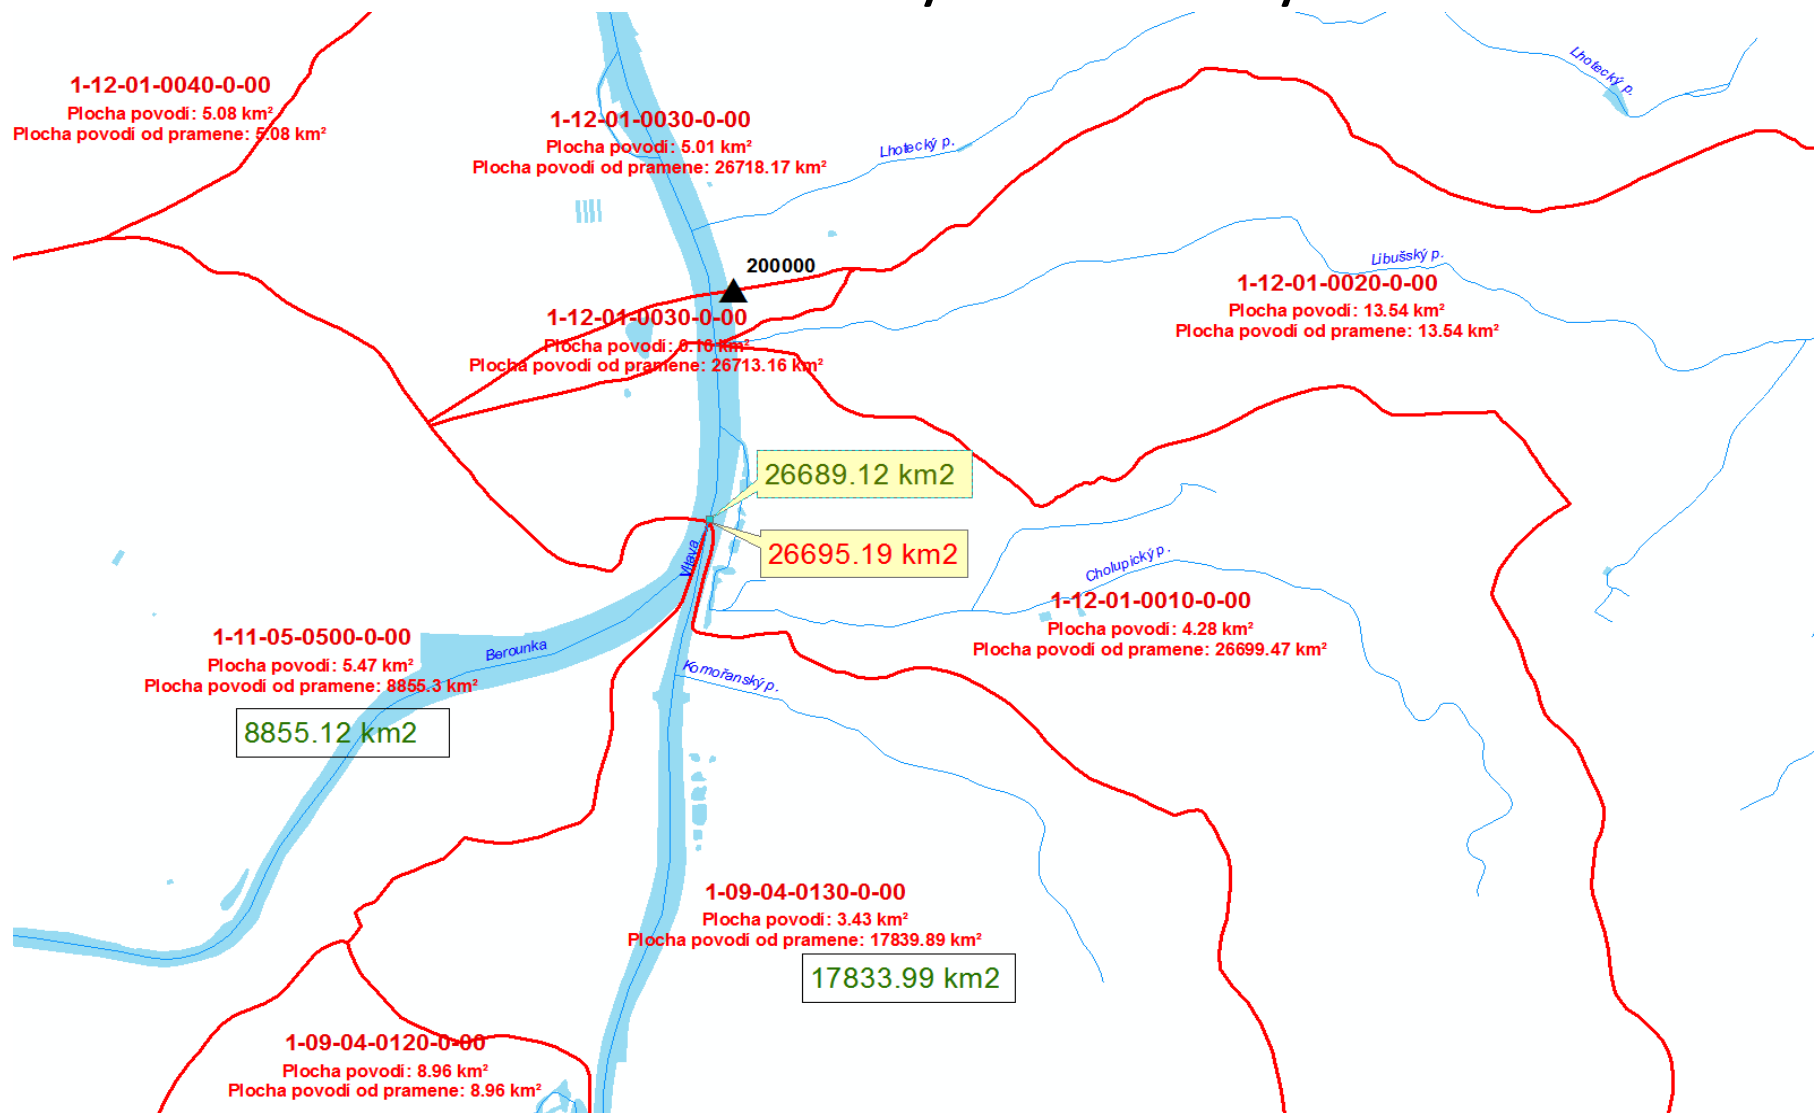 Lhotecký p.
1-12-01-0040-0-00
Plocha povodí: 5.08 km²
Plocha povodí od pramene: 5.08 km²
1-12-01-0030-0-00
Plocha povodí: 5.01 km²
Plocha povodí od pramene: 26718.17 km²
Lhotecký p.
200000
Libušský p.
1-12-01-0020-0-00
Plocha povodí: 13.54 km²
Plocha povodí od pramene: 13.54 km²
1-12-01-0030-0-00
Plocha povodí: 0.16 km²
Plocha povodí od pramene: 26713.16 km²
26689.12 km2
26695.19 km2
Vltava
Cholupický p.
1-12-01-0010-0-00
Plocha povodí: 4.28 km²
Plocha povodí od pramene: 26699.47 km²
1-11-05-0500-0-00
Plocha povodí: 5.47 km²
Plocha povodí od pramene: 8855.3 km²
Berounka
Komořanský p.
8855.12 km2
1-09-04-0130-0-00
Plocha povodí: 3.43 km²
Plocha povodí od pramene: 17839.89 km²
17833.99 km2
1-09-04-0120-0-00
Plocha povodí: 8.96 km²
Plocha povodí od pramene: 8.96 km²